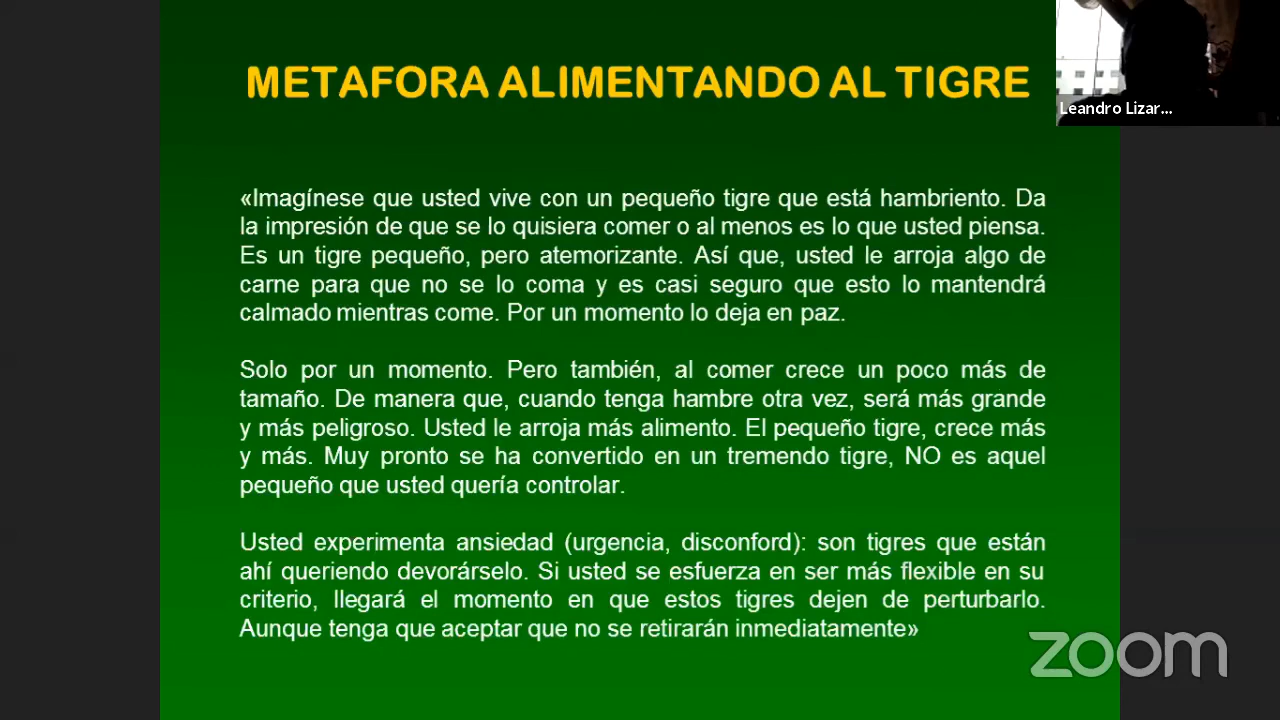 METAFORA ALIMENTANDO AL TIGRE
Leandro Lizar...
«Imagínese que usted vive con un pequeño tigre que está hambriento. Da
la impresión de que se lo quisiera comer o al menos es lo que usted piensa.
Es un tigre pequeño, pero atemorizante. Así que, usted le arroja algo de
carne para que no se lo coma y es casi seguro que esto lo mantendrá
calmado mientras come. Por un momento lo deja en paz.
Solo por un momento. Pero también, al comer crece un poco más de
tamaño. De manera que, cuando tenga hambre otra vez, será más grande
y más peligroso. Usted le arroja más alimento. El pequeño tigre, crece más
y más. Muy pronto se ha convertido en un tremendo tigre, NO es aquel
pequeño que usted quería controlar.
Usted experimenta ansiedad (urgencia, disconford): son tigres que están
ahí queriendo devorárselo. Si usted se esfuerza en ser más flexible en su
criterio, llegará el momento en que estos tigres dejen de perturbarlo.
Aunque tenga que aceptar que no se retirarán inmediatamente»
zoom